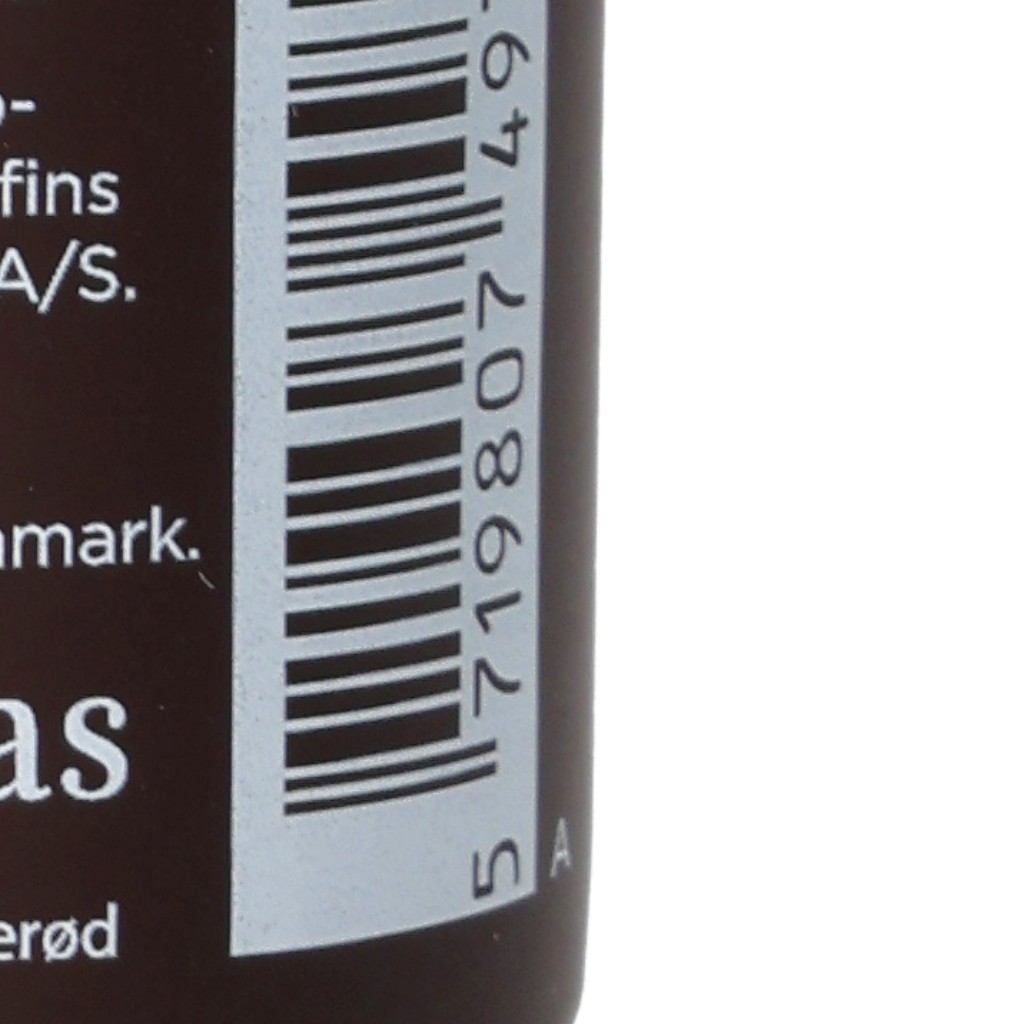 fins
A/S.
nmark.
as
erød
5 719807 49
A